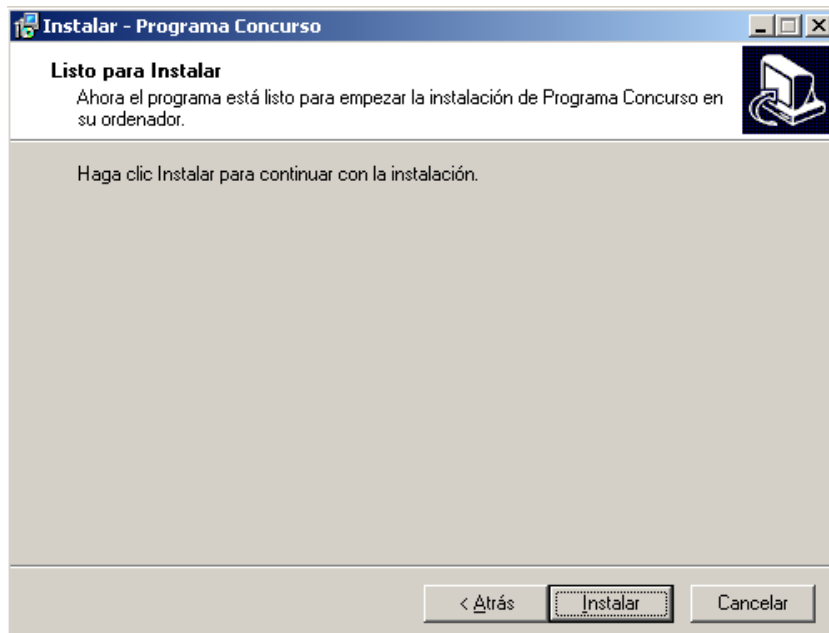 Instalar - Programa Concurso
Listo para Instalar
Ahora el programa está listo para empezar la instalación de Programa Concurso en
su ordenador.
Haga clic Instalar para continuar con la instalación.
< Atrás
Instalar
Cancelar